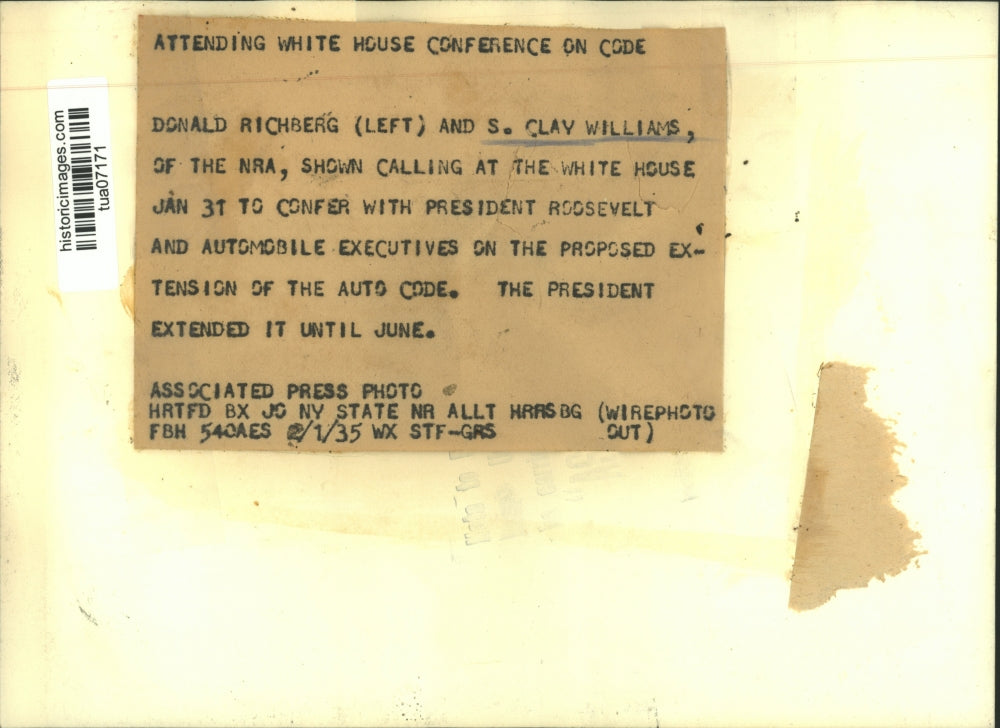 ATTENDING WHITE HOUSE CONFERENCE ON CODE
DONALD RICHBERG (LEFT) AND S. CLAY WILLIAMS,
OF THE NRA, SHOWN CALLING AT THE WHITE HOUSE
JAN 31 TO CONFER WITH PRESIDENT ROOSEVELT
AND AUTOMOBILE EXECUTIVES ON THE PROPOSED EX-
TENSION OF THE AUTO CODE. THE PRESIDENT
EXTENDED IT UNTIL JUNE.
ASSOCIATED PRESS PHOTO
HRTFD BX JO NY STATE NR ALLT HRRSBG (WIREPHOTO
FBH 540AES 2/1/35 WX STF-GRS OUT)
historicimages.com
tua07171